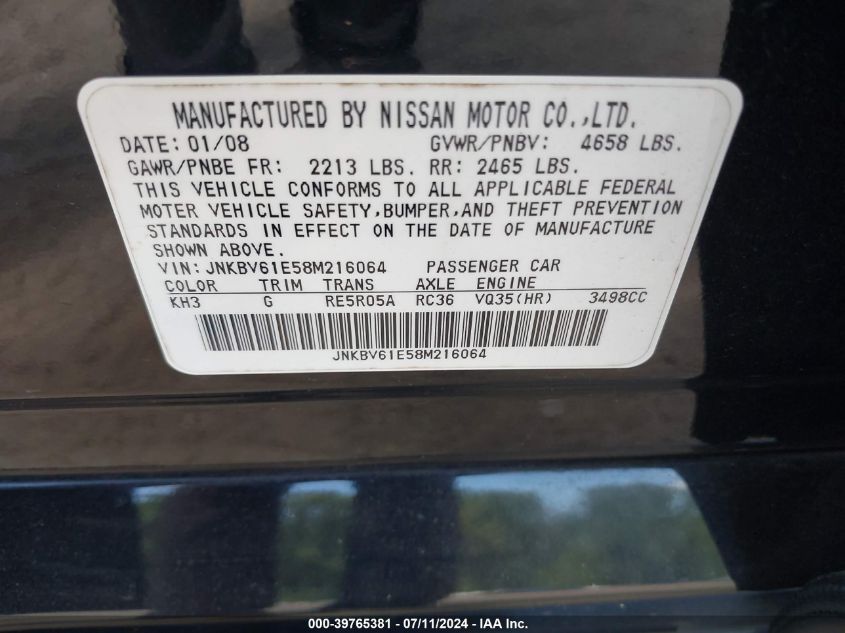 MANUFACTURED BY NISSAN MOTOR CO.,LTD.
DATE: 01/08 GVWR/PNBV: 4658 LBS.
GAWR/PNBE FR: 2213 LBS. RR: 2465 LBS.
THIS VEHICLE CONFORMS TO ALL APPLICABLE FEDERAL
MOTER VEHICLE SAFETY,BUMPER,AND THEFT PREVENTION
STANDARDS IN EFFECT ON THE DATE OF MANUFACTURE
SHOWN ABOVE.
VIN: JNKBV61E58M216064 PASSENGER CAR
COLOR TRIM TRANS AXLE ENGINE
KH3 G RE5R05A RC36 VQ35(HR) 3498CC
JNKBV61E58M216064
000-39765381 - 07/11/2024 - IAA Inc.